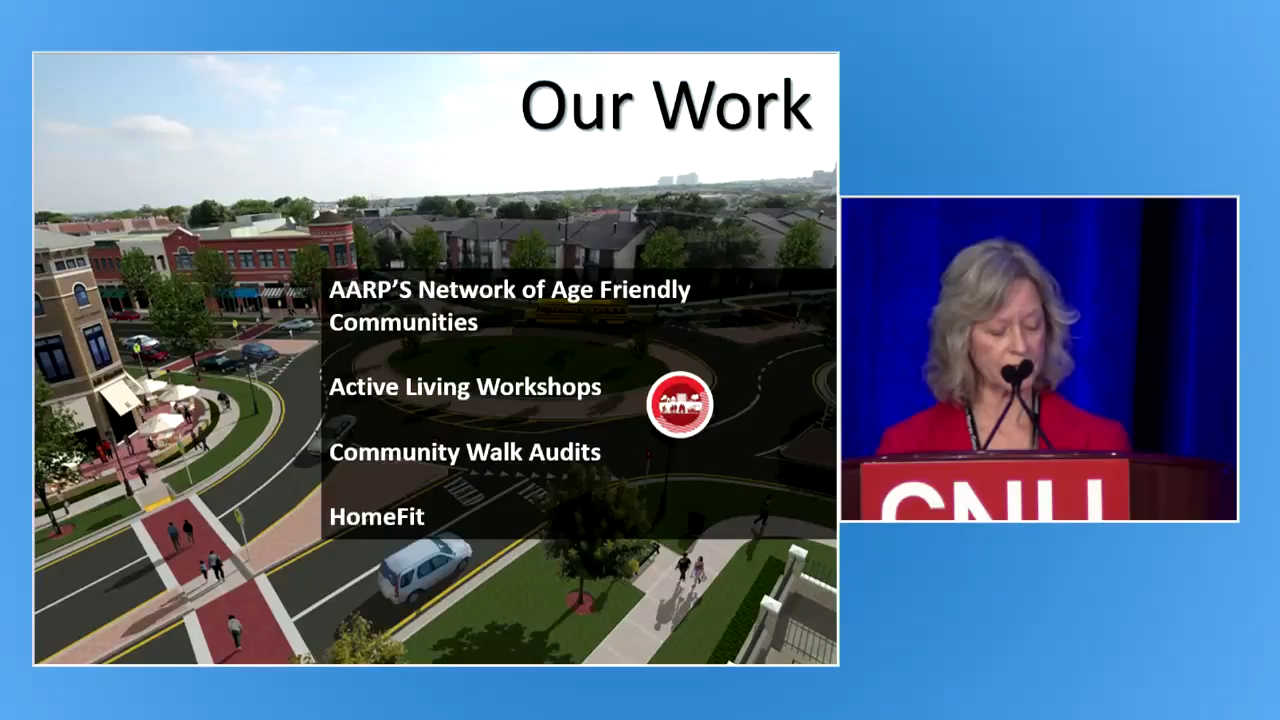 Our Work
AARP'S Network of Age Friendly
Communities
Active Living Workshops
Community Walk Audits
HomeFit
CNU